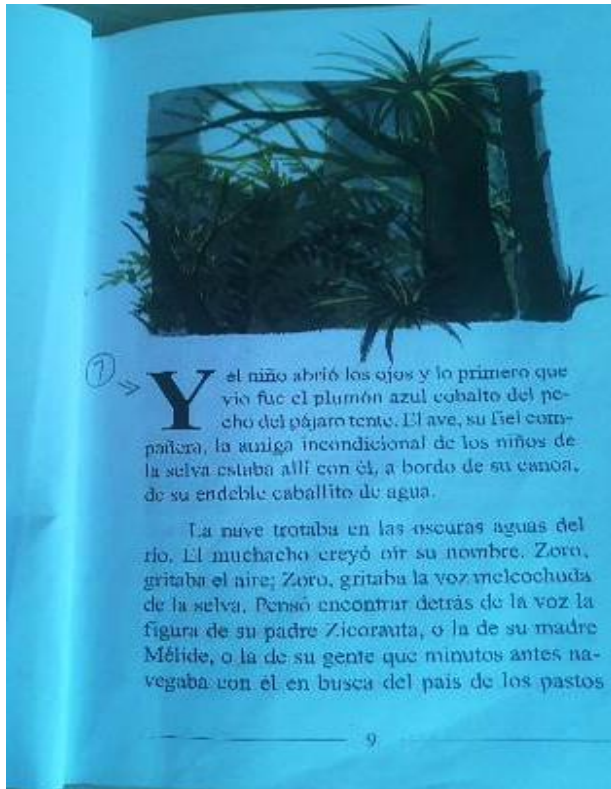 7
Y el niño abrió los ojos y lo primero que
vio fue el plumón azul cobalto del pe-
cho del pájaro tente. El ave, su fiel com-
pañera, la amiga incondicional de los niños de
la selva estaba allí con él, a bordo de su canoa,
de su endeble caballito de agua.
La nave trotaba en las oscuras aguas del
río. El muchacho creyó oír su nombre. Zoro,
gritaba el aire; Zoro, gritaba la voz melcochuda
de la selva. Pensó encontrar detrás de la voz la
figura de su padre Zicorauta, o la de su madre
Mélide, o la de su gente que minutos antes na-
vegaba con él en busca del país de los pastos
9